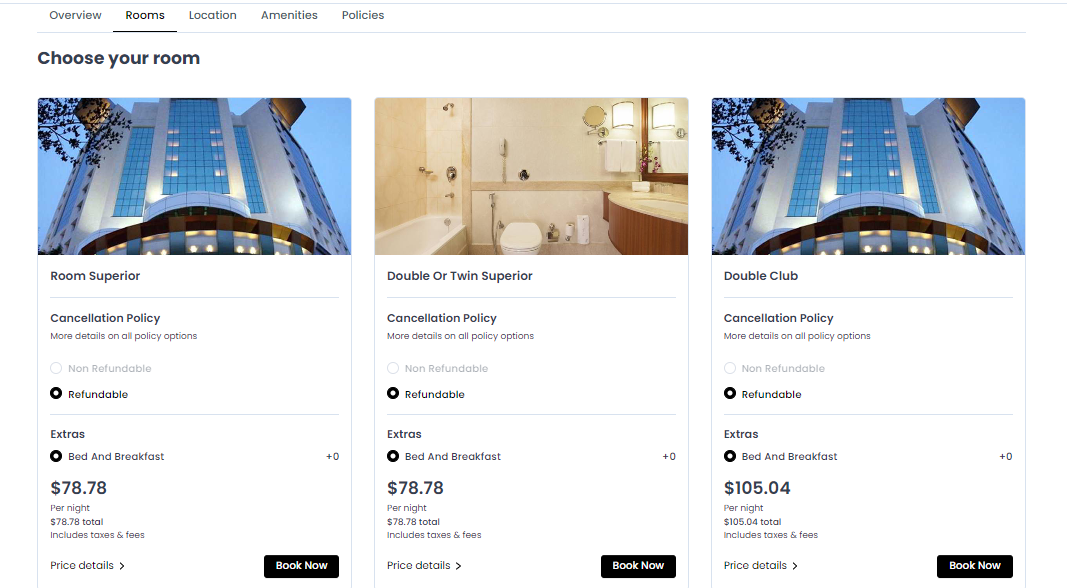 Overview Rooms Location Amenities Policies
Choose your room
Room Superior
Cancellation Policy
More details on all policy options
Non Refundable
Refundable
Extras
Bed And Breakfast +0
$78.78
Per night
$78.78 total
Includes taxes & fees
Price details > Book Now
Double Or Twin Superior
Cancellation Policy
More details on all policy options
Non Refundable
Refundable
Extras
Bed And Breakfast +0
$78.78
Per night
$78.78 total
Includes taxes & fees
Price details > Book Now
Double Club
Cancellation Policy
More details on all policy options
Non Refundable
Refundable
Extras
Bed And Breakfast +0
$105.04
Per night
$105.04 total
Includes taxes & fees
Price details > Book Now